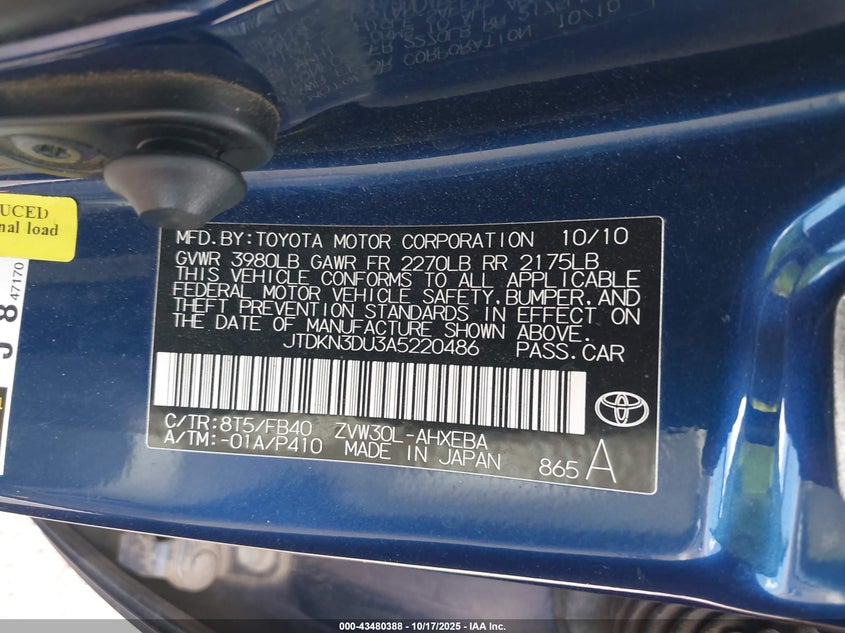 UCED
nal load
47170
J 8
MFD.BY:TOYOTA MOTOR CORPORATION 10/10
GVWR 3980LB GAWR FR 2270LB RR 2175LB
THIS VEHICLE CONFORMS TO ALL APPLICABLE
FEDERAL MOTOR VEHICLE SAFETY,BUMPER,AND
THEFT PREVENTION STANDARDS IN EFFECT ON
THE DATE OF MANUFACTURE SHOWN ABOVE.
JTDKN3DU3A5220486 PASS.CAR
C/TR:8T5/FB40 ZVW30L-AHXEBA
A/TM:-01A/P410 MADE IN JAPAN 865 A
000-43480388 - 10/17/2025 - IAA Inc.